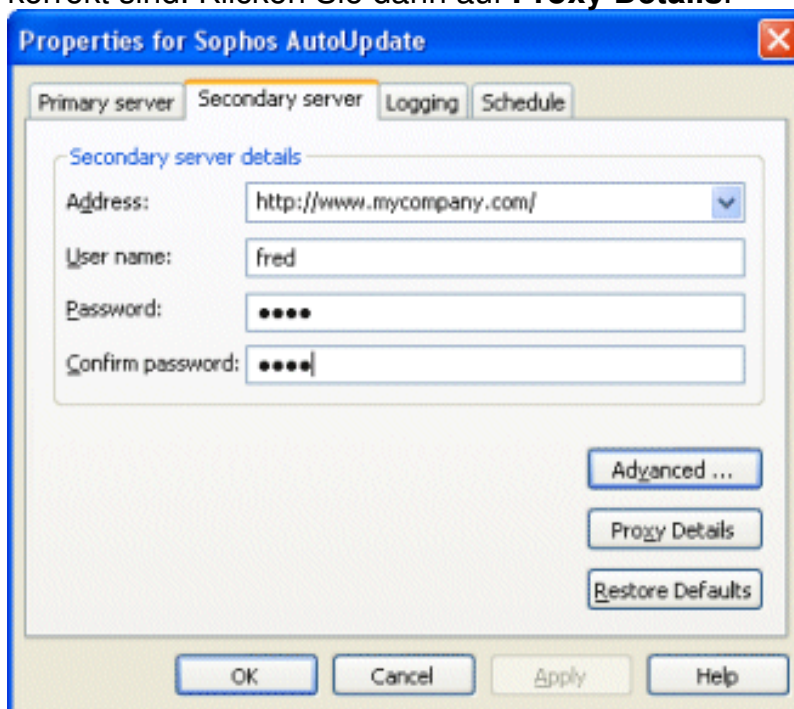 korrekt sind. Klicken Sie dann auf Proxy Details.
Properties for Sophos AutoUpdate
Primary server Secondary server Logging Schedule
Secondary server details
Address: http://www.mycompany.com/
User name: fred
Password: ●●●●
Confirm password: ●●●●
Advanced ...
Proxy Details
Restore Defaults
OK Cancel Apply Help